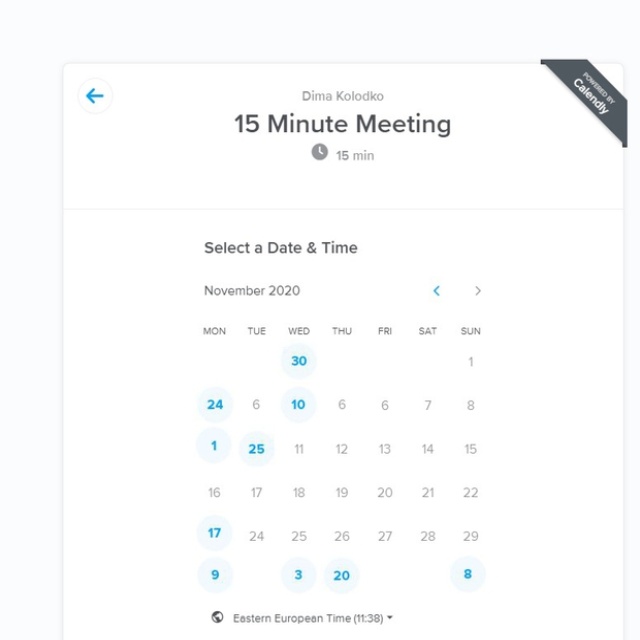 Dima Kolodko
POWERED BY
Calendly
15 Minute Meeting
15 min
Select a Date & Time
November 2020
MON TUE WED THU FRI SAT SUN
30 1
24 6 10 6 6 7 8
1 25 11 12 13 14 15
16 17 18 19 20 21 22
17 24 25 26 27 28 29
9 3 20 8
Eastern European Time (11:38)